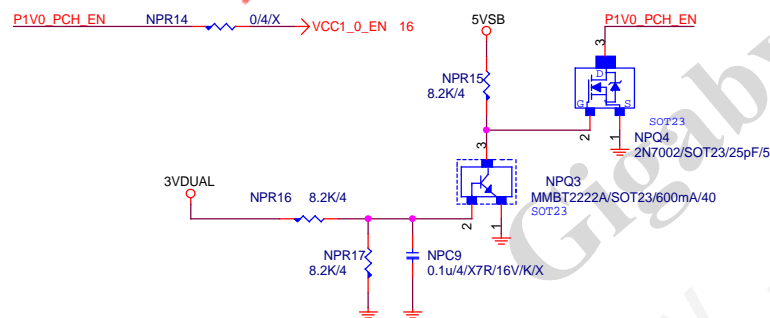 P1V0_PCH_EN NPR14 0/4/X VCC1_0_EN 16
5VSB
P1V0_PCH_EN
NPR15
8.2K/4
3
D
G
S
SOT23
2
1
NPQ4
2N7002/SOT23/25pF/5
3
3VDUAL
NPR16 8.2K/4
NPQ3
MMBT2222A/SOT23/600mA/40
SOT23
2
1
NPR17
8.2K/4
NPC9
0.1u/4/X7R/16V/K/X
Gigaby